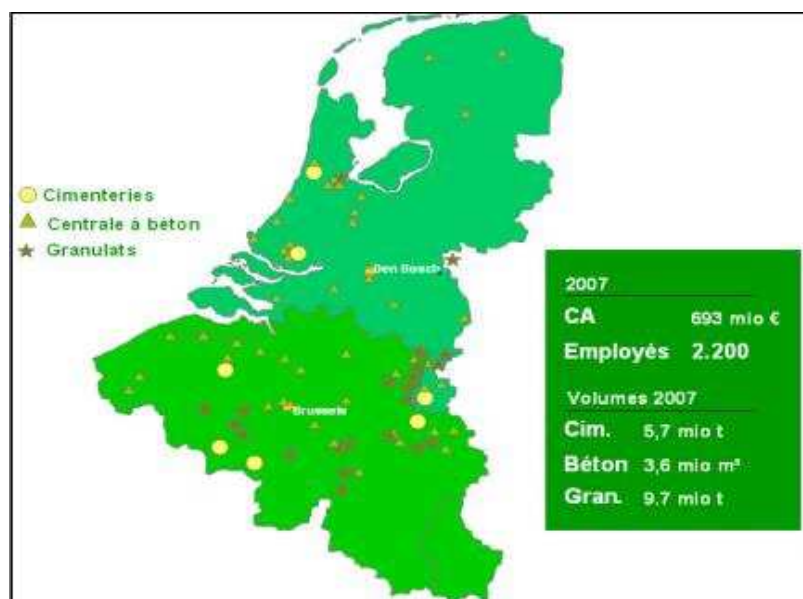 Cimenteries
Centrale à béton
Granulats
Den Bosch
Brussels
2007
CA 693 mio €
Employés 2.200
Volumes 2007
Cim. 5,7 mio t
Béton 3,6 mio m³
Gran. 9,7 mio t